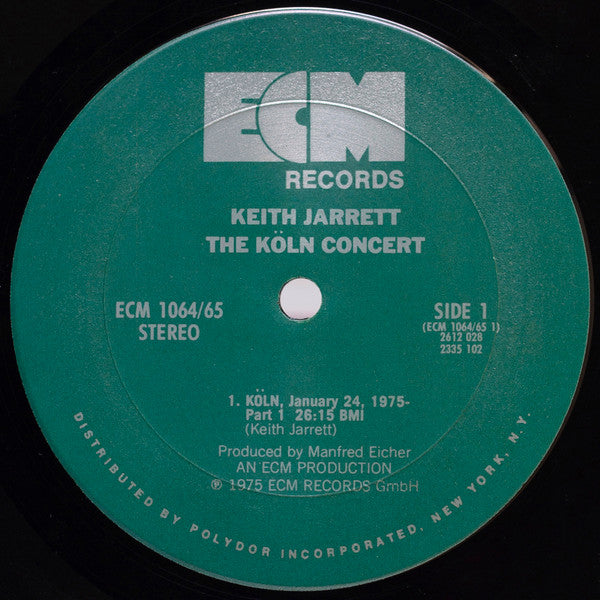 ECM
RECORDS
KEITH JARRETT
THE KÖLN CONCERT
ECM 1064/65
STEREO
SIDE 1
(ECM 1064/65 1)
2612 028
2335 102
1. KÖLN, January 24, 1975-
Part 1 26:15 BMI
(Keith Jarrett)
Produced by Manfred Eicher
AN ECM PRODUCTION
℗ 1975 ECM RECORDS GmbH
DISTRIBUTED BY POLYDOR INCORPORATED, NEW YORK, N.Y.